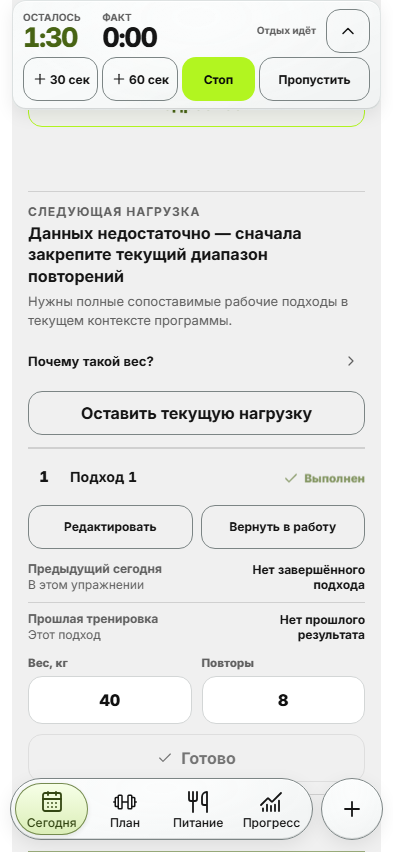 ОСТАЛОСЬ ФАКТ
1:30 0:00 Отдых идёт
+ 30 сек + 60 сек Стоп Пропустить
СЛЕДУЮЩАЯ НАГРУЗКА
Данных недостаточно — сначала
закрепите текущий диапазон
повторений
Нужны полные сопоставимые рабочие подходы в
текущем контексте программы.
Почему такой вес?
Оставить текущую нагрузку
1 Подход 1 Выполнен
Редактировать Вернуть в работу
Предыдущий сегодня Нет завершённого
В этом упражнении подхода
Прошлая тренировка Нет прошлого
Этот подход результата
Вес, кг Повторы
40 8
Готово
Сегодня План Питание Прогресс